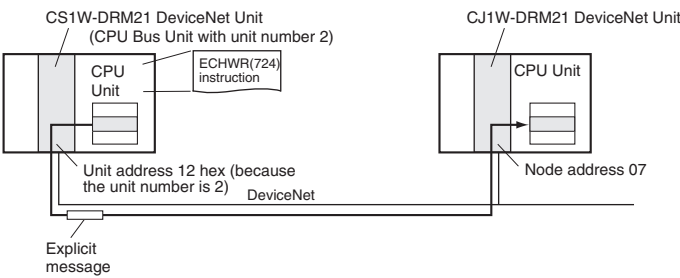 CS1W-DRM21 DeviceNet Unit
(CPU Bus Unit with unit number 2)
CJ1W-DRM21 DeviceNet Unit
CPU
Unit
ECHWR(724)
instruction
CPU Unit
Unit address 12 hex (because
the unit number is 2)
Node address 07
DeviceNet
Explicit
message